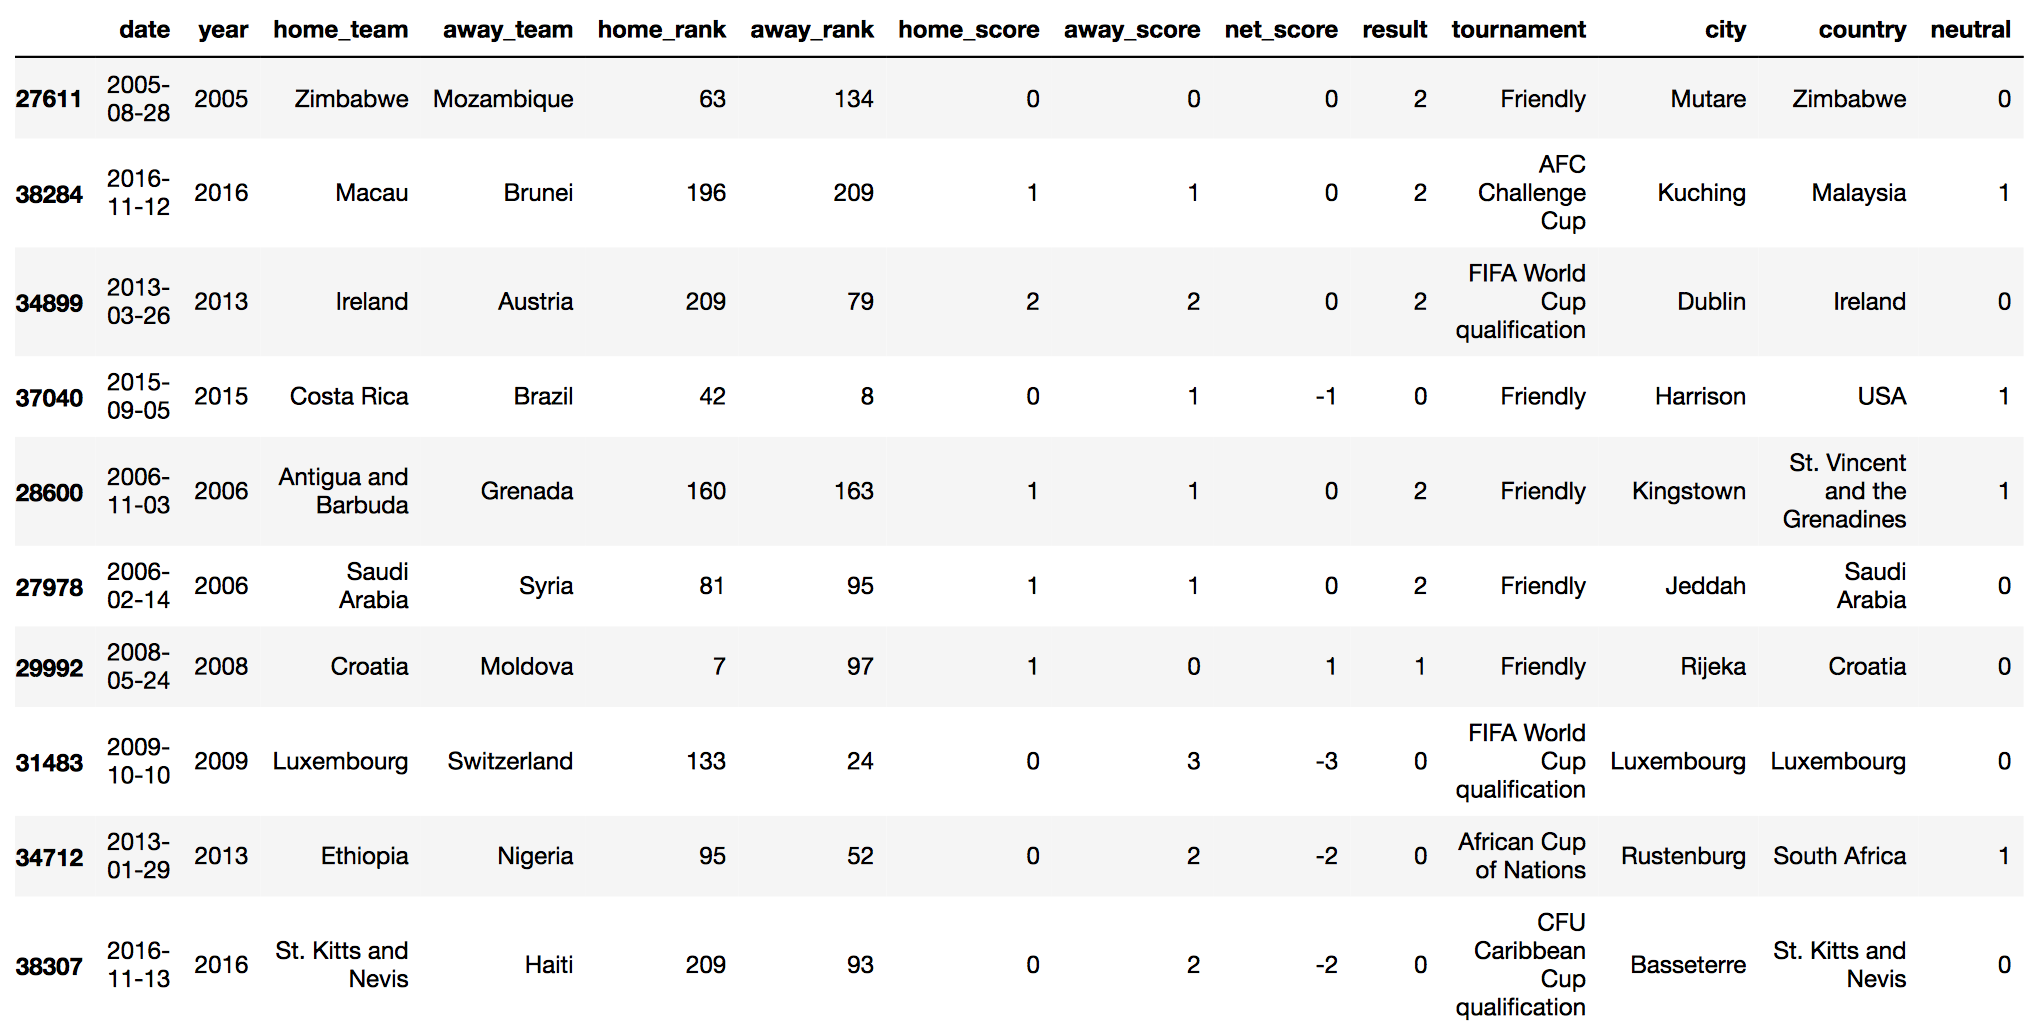 date year home_team away_team home_rank away_rank home_score away_score net_score result tournament city country neutral
27611 2005-08-28 2005 Zimbabwe Mozambique 63 134 0 0 0 2 Friendly Mutare Zimbabwe 0
38284 2016-11-12 2016 Macau Brunei 196 209 1 1 0 2 AFC Challenge Cup Kuching Malaysia 1
34899 2013-03-26 2013 Ireland Austria 209 79 2 2 0 2 FIFA World Cup qualification Dublin Ireland 0
37040 2015-09-05 2015 Costa Rica Brazil 42 8 0 1 -1 0 Friendly Harrison USA 1
28600 2006-11-03 2006 Antigua and Barbuda Grenada 160 163 1 1 0 2 Friendly Kingstown St. Vincent and the Grenadines 1
27978 2006-02-14 2006 Saudi Arabia Syria 81 95 1 1 0 2 Friendly Jeddah Saudi Arabia 0
29992 2008-05-24 2008 Croatia Moldova 7 97 1 0 1 1 Friendly Rijeka Croatia 0
31483 2009-10-10 2009 Luxembourg Switzerland 133 24 0 3 -3 0 FIFA World Cup qualification Luxembourg Luxembourg 0
34712 2013-01-29 2013 Ethiopia Nigeria 95 52 0 2 -2 0 African Cup of Nations Rustenburg South Africa 1
38307 2016-11-13 2016 St. Kitts and Nevis Haiti 209 93 0 2 -2 0 CFU Caribbean Cup qualification Basseterre St. Kitts and Nevis 0